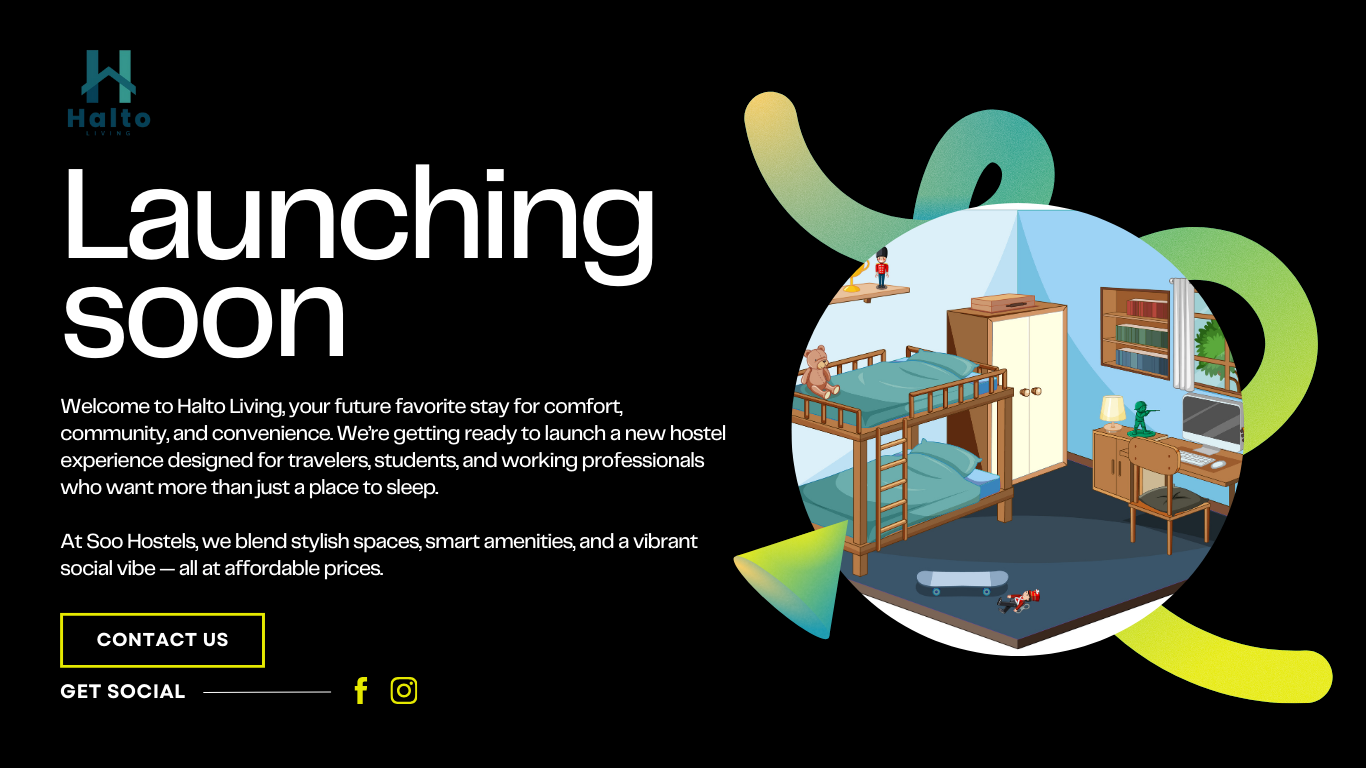 Halto
LIVING
Launching
soon
Welcome to Halto Living, your future favorite stay for comfort,
community, and convenience. We’re getting ready to launch a new hostel
experience designed for travelers, students, and working professionals
who want more than just a place to sleep.
At Soo Hostels, we blend stylish spaces, smart amenities, and a vibrant
social vibe — all at affordable prices.
CONTACT US
GET SOCIAL